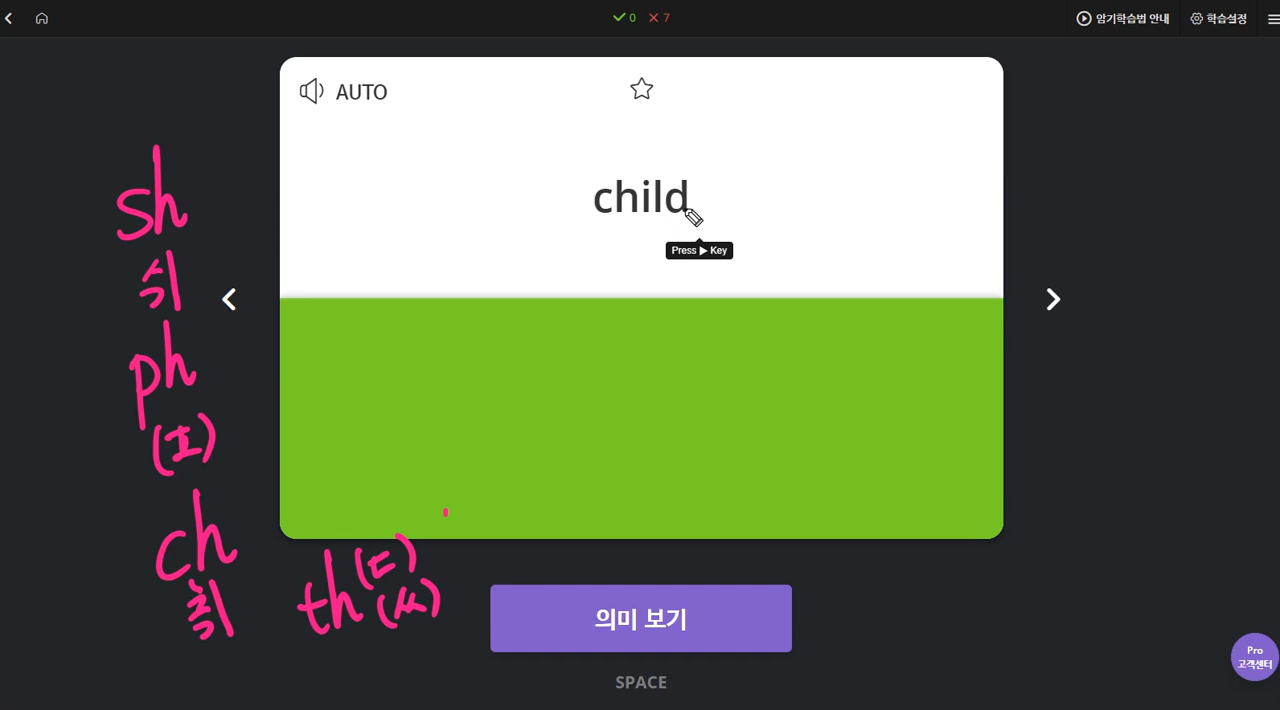 0 7 암기학습법 안내 학습설정
AUTO
child
Press ▶ Key
sh
쉬
ph
(ㅍ)
ch
취
th (ㄷ)
(ㅆ)
의미 보기
SPACE
Pro
고객센터